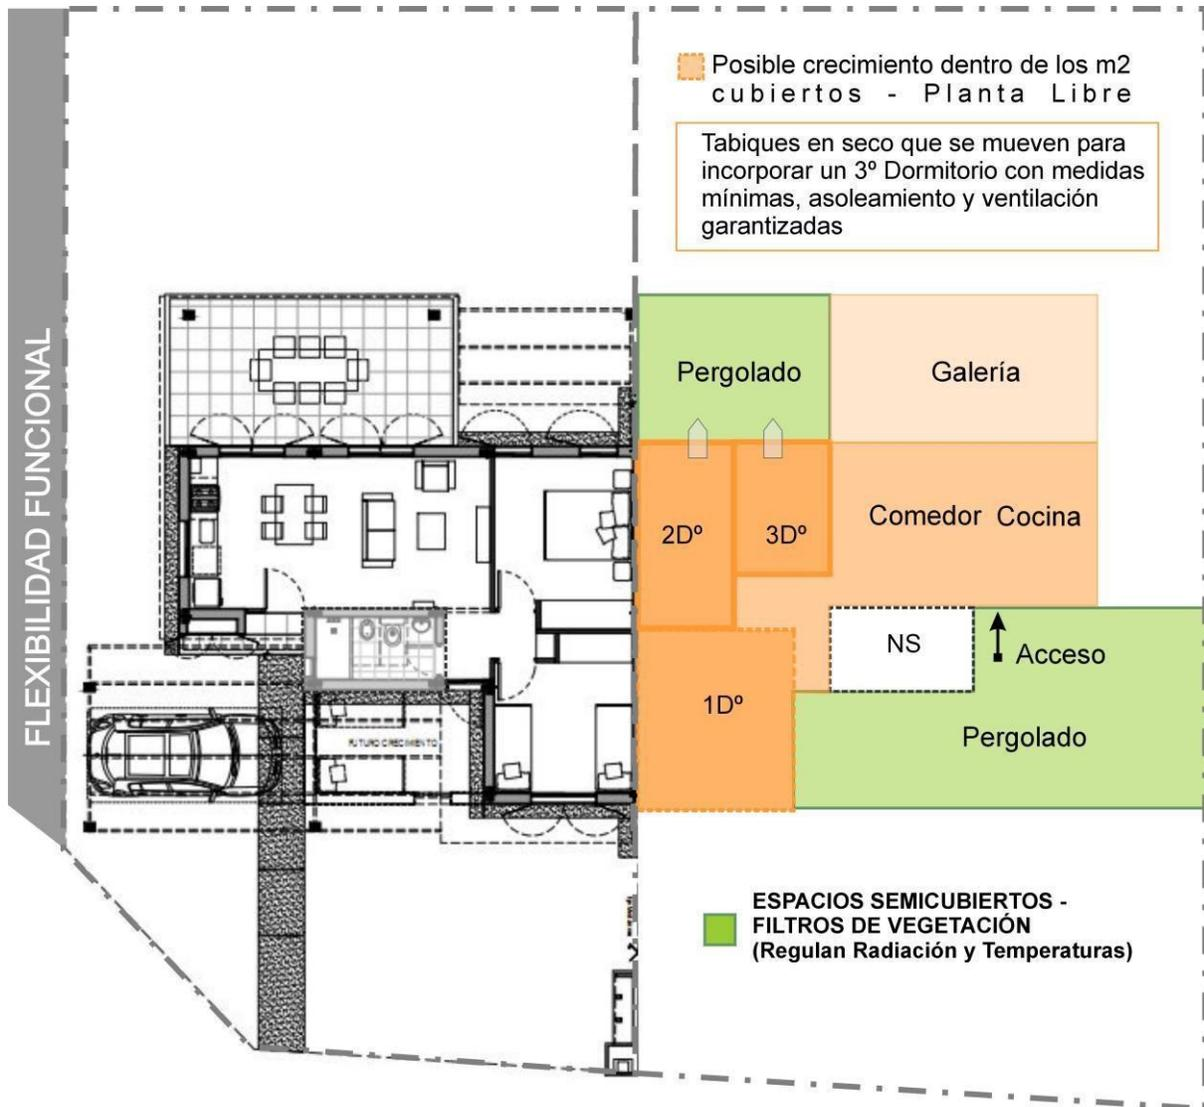 FLEXIBILIDAD FUNCIONAL
Posible crecimiento dentro de los m2
cubiertos - Planta Libre
Tabiques en seco que se mueven para
incorporar un 3º Dormitorio con medidas
mínimas, asoleamiento y ventilación
garantizadas
Pergolado
Galería
2Dº
3Dº
Comedor Cocina
NS
Acceso
1Dº
Pergolado
FUTURO CRECIMIENTO
ESPACIOS SEMICUBIERTOS -
FILTROS DE VEGETACIÓN
(Regulan Radiación y Temperaturas)